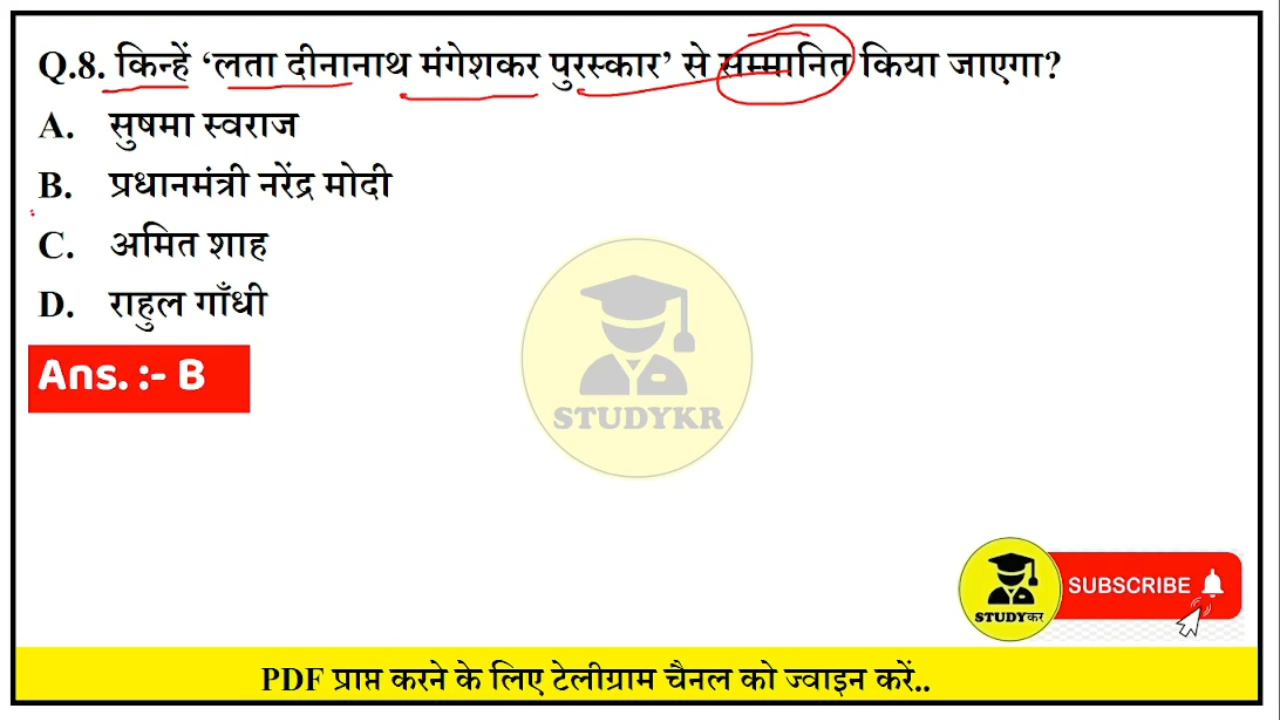 Q.8. किन्हें ‘लता दीनानाथ मंगेशकर पुरस्कार’ से सम्मानित किया जाएगा?
A. सुषमा स्वराज
B. प्रधानमंत्री नरेंद्र मोदी
C. अमित शाह
D. राहुल गाँधी
Ans. :- B
STUDYKR
SUBSCRIBE
STUDYकर
PDF प्राप्त करने के लिए टेलीग्राम चैनल को ज्वाइन करें..